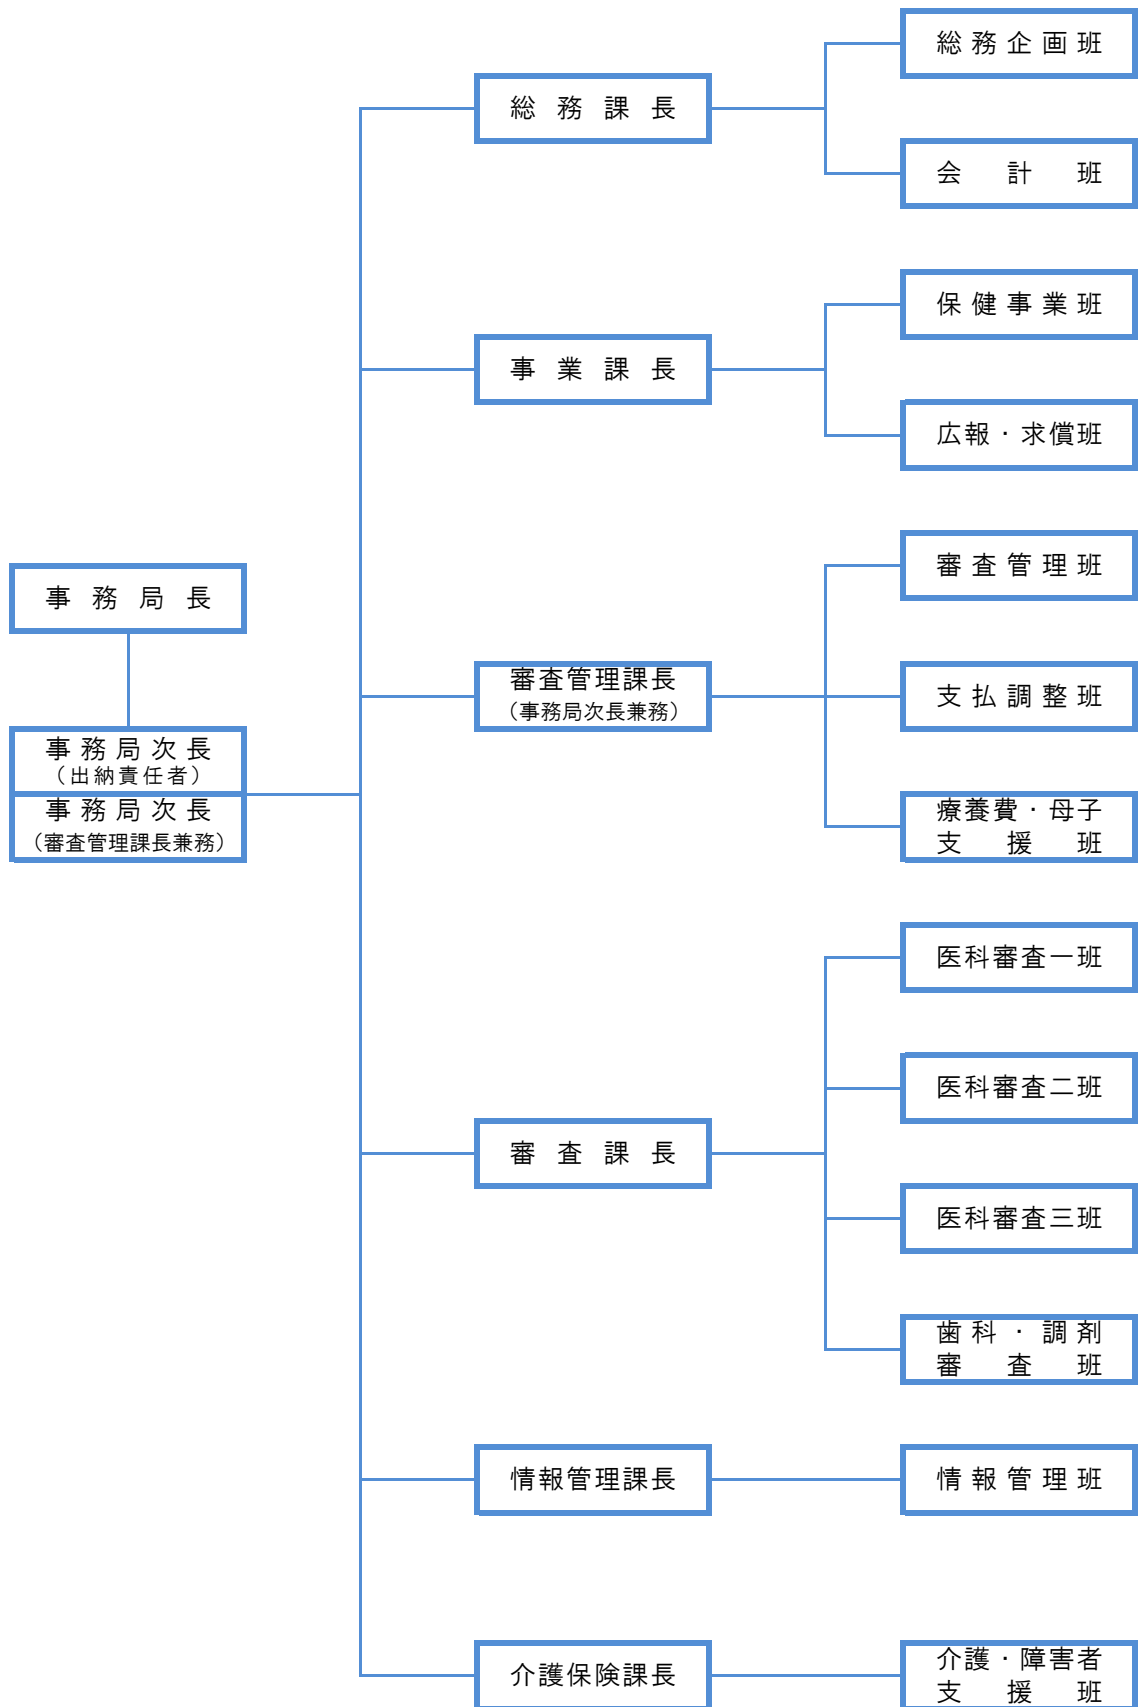 事務局長
事務局次長
（出納責任者）
事務局次長
（審査管理課長兼務）
総務課長
総務企画班
会計班
事業課長
保健事業班
広報・求償班
審査管理課長
（事務局次長兼務）
審査管理班
支払調整班
療養費・母子
支援班
審査課長
医科審査一班
医科審査二班
医科審査三班
歯科・調剤
審査班
情報管理課長
情報管理班
介護保険課長
介護・障害者
支援班